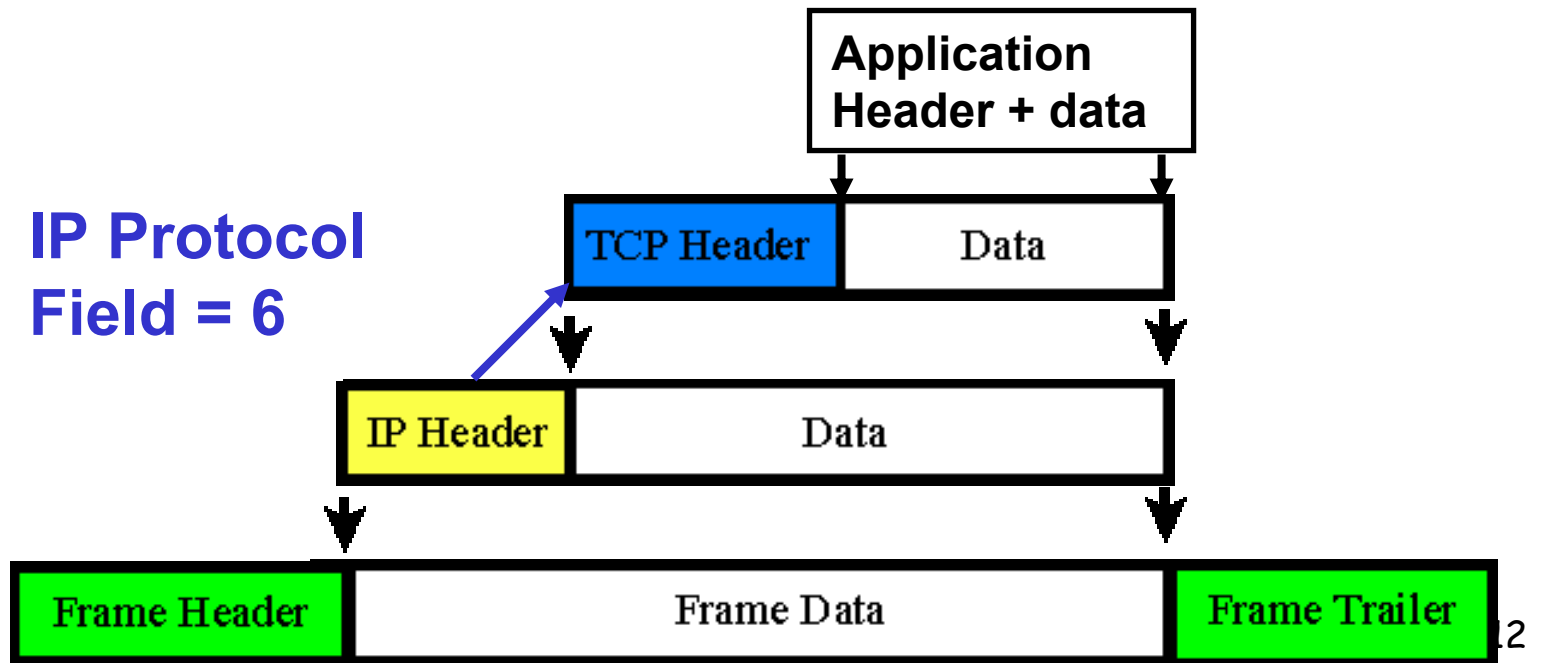 Application
Header + data
IP Protocol
Field = 6
TCP Header
Data
IP Header
Data
Frame Header
Frame Data
Frame Trailer
12